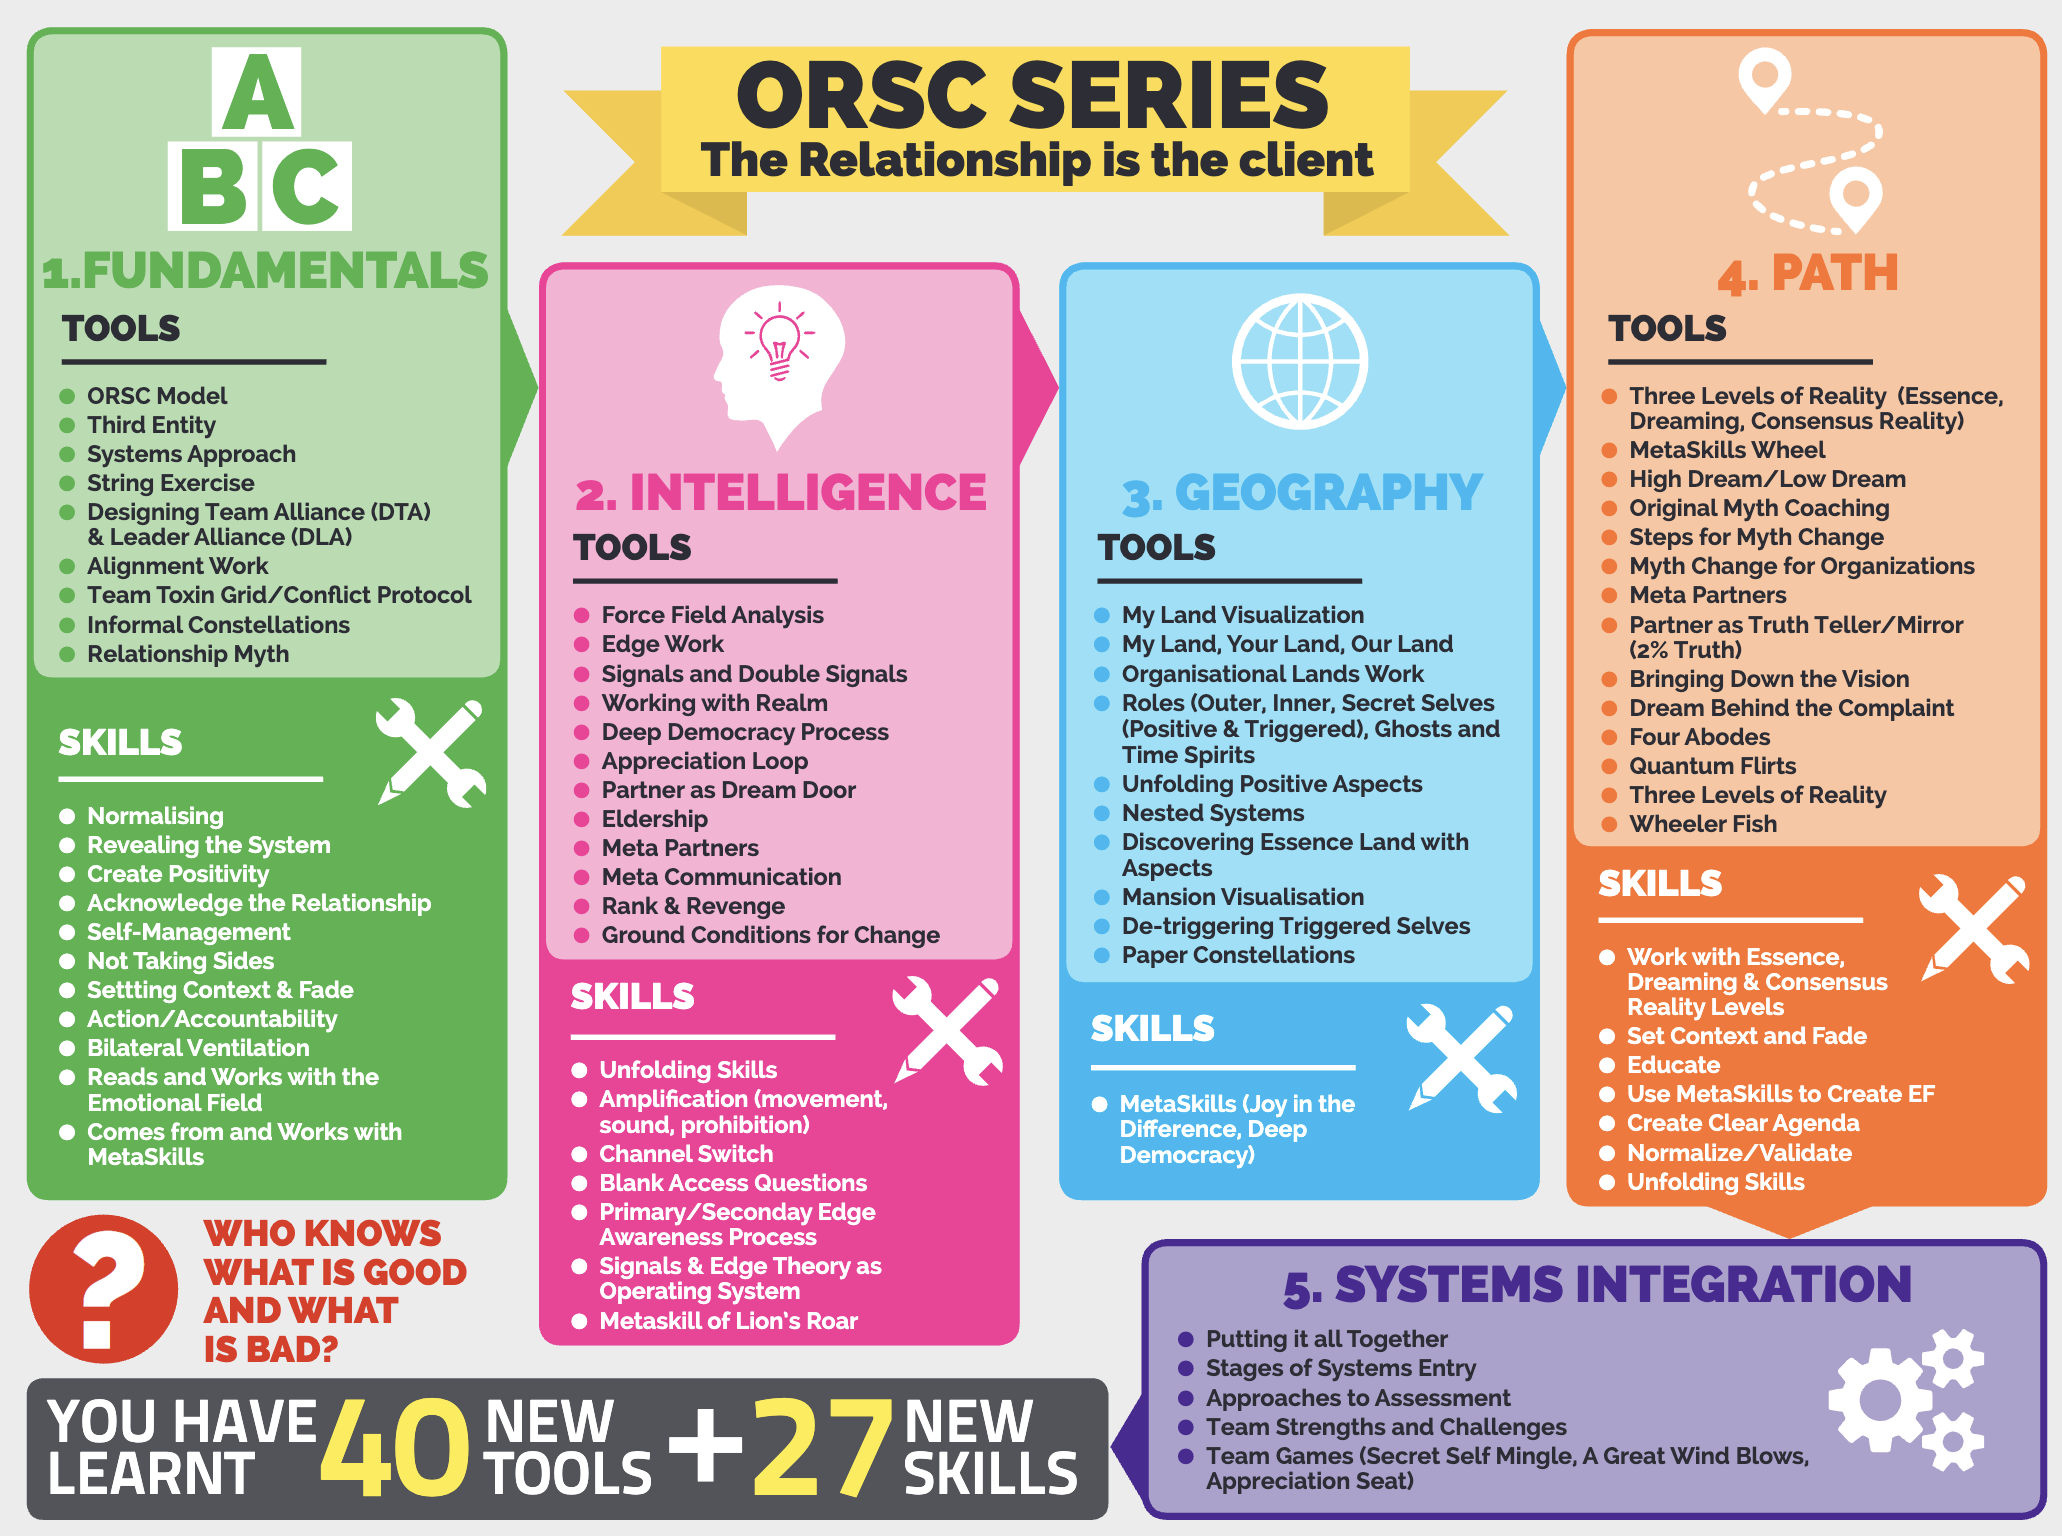 ORSC SERIES
The Relationship is the client
A
B C
1.FUNDAMENTALS
TOOLS
ORSC Model
Third Entity
Systems Approach
String Exercise
Designing Team Alliance (DTA)
& Leader Alliance (DLA)
Alignment Work
Team Toxin Grid/Conflict Protocol
Informal Constellations
Relationship Myth
SKILLS
Normalising
Revealing the System
Create Positivity
Acknowledge the Relationship
Self-Management
Not Taking Sides
Settting Context & Fade
Action/Accountability
Bilateral Ventilation
Reads and Works with the
Emotional Field
Comes from and Works with
MetaSkills
2. INTELLIGENCE
TOOLS
Force Field Analysis
Edge Work
Signals and Double Signals
Working with Realm
Deep Democracy Process
Appreciation Loop
Partner as Dream Door
Eldership
Meta Partners
Meta Communication
Rank & Revenge
Ground Conditions for Change
SKILLS
Unfolding Skills
Amplification (movement,
sound, prohibition)
Channel Switch
Blank Access Questions
Primary/Seconday Edge
Awareness Process
Signals & Edge Theory as
Operating System
Metaskill of Lion's Roar
3. GEOGRAPHY
TOOLS
My Land Visualization
My Land, Your Land, Our Land
Organisational Lands Work
Roles (Outer, Inner, Secret Selves
(Positive & Triggered), Ghosts and
Time Spirits
Unfolding Positive Aspects
Nested Systems
Discovering Essence Land with
Aspects
Mansion Visualisation
De-triggering Triggered Selves
Paper Constellations
SKILLS
MetaSkills (Joy in the
Difference, Deep
Democracy)
4. PATH
TOOLS
Three Levels of Reality (Essence,
Dreaming, Consensus Reality)
MetaSkills Wheel
High Dream/Low Dream
Original Myth Coaching
Steps for Myth Change
Myth Change for Organizations
Meta Partners
Partner as Truth Teller/Mirror
(2% Truth)
Bringing Down the Vision
Dream Behind the Complaint
Four Abodes
Quantum Flirts
Three Levels of Reality
Wheeler Fish
SKILLS
Work with Essence,
Dreaming & Consensus
Reality Levels
Set Context and Fade
Educate
Use MetaSkills to Create EF
Create Clear Agenda
Normalize/Validate
Unfolding Skills
5. SYSTEMS INTEGRATION
Putting it all Together
Stages of Systems Entry
Approaches to Assessment
Team Strengths and Challenges
Team Games (Secret Self Mingle, A Great Wind Blows,
Appreciation Seat)
?
WHO KNOWS
WHAT IS GOOD
AND WHAT
IS BAD?
YOU HAVE LEARNT 40 NEW TOOLS + 27 NEW SKILLS